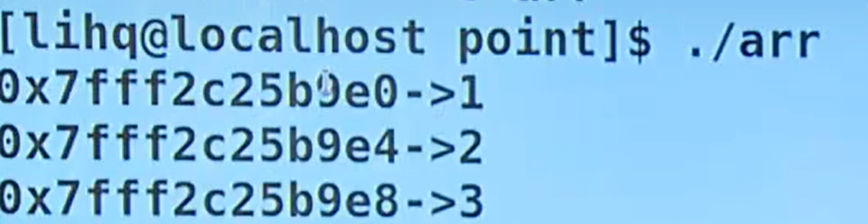 [lihq@localhost point]$ ./arr
0x7fff2c25b9e0->1
0x7fff2c25b9e4->2
0x7fff2c25b9e8->3